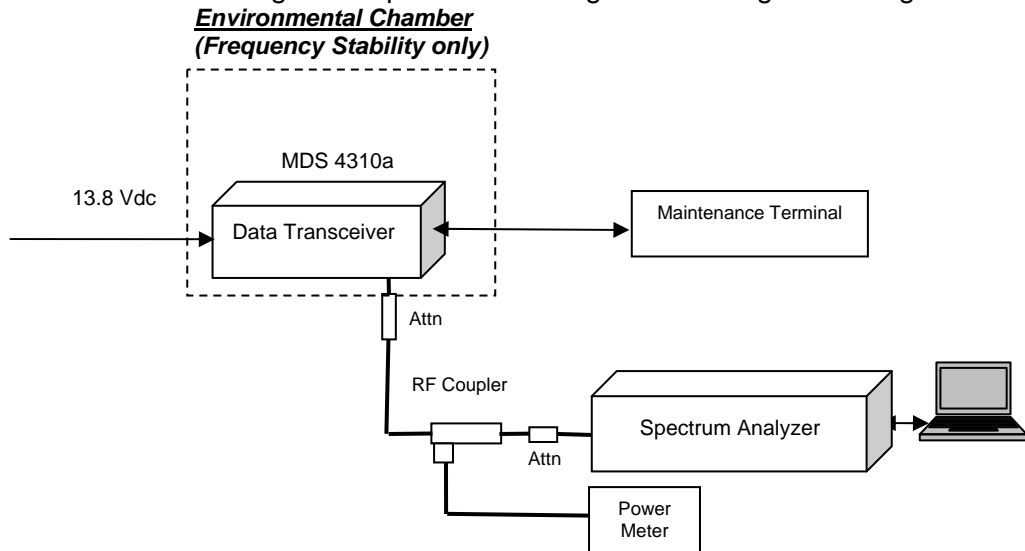 Environmental Chamber
(Frequency Stability only)
MDS 4310a
13.8 Vdc
Data Transceiver
Maintenance Terminal
Attn
RF Coupler
Spectrum Analyzer
Attn
Power
Meter